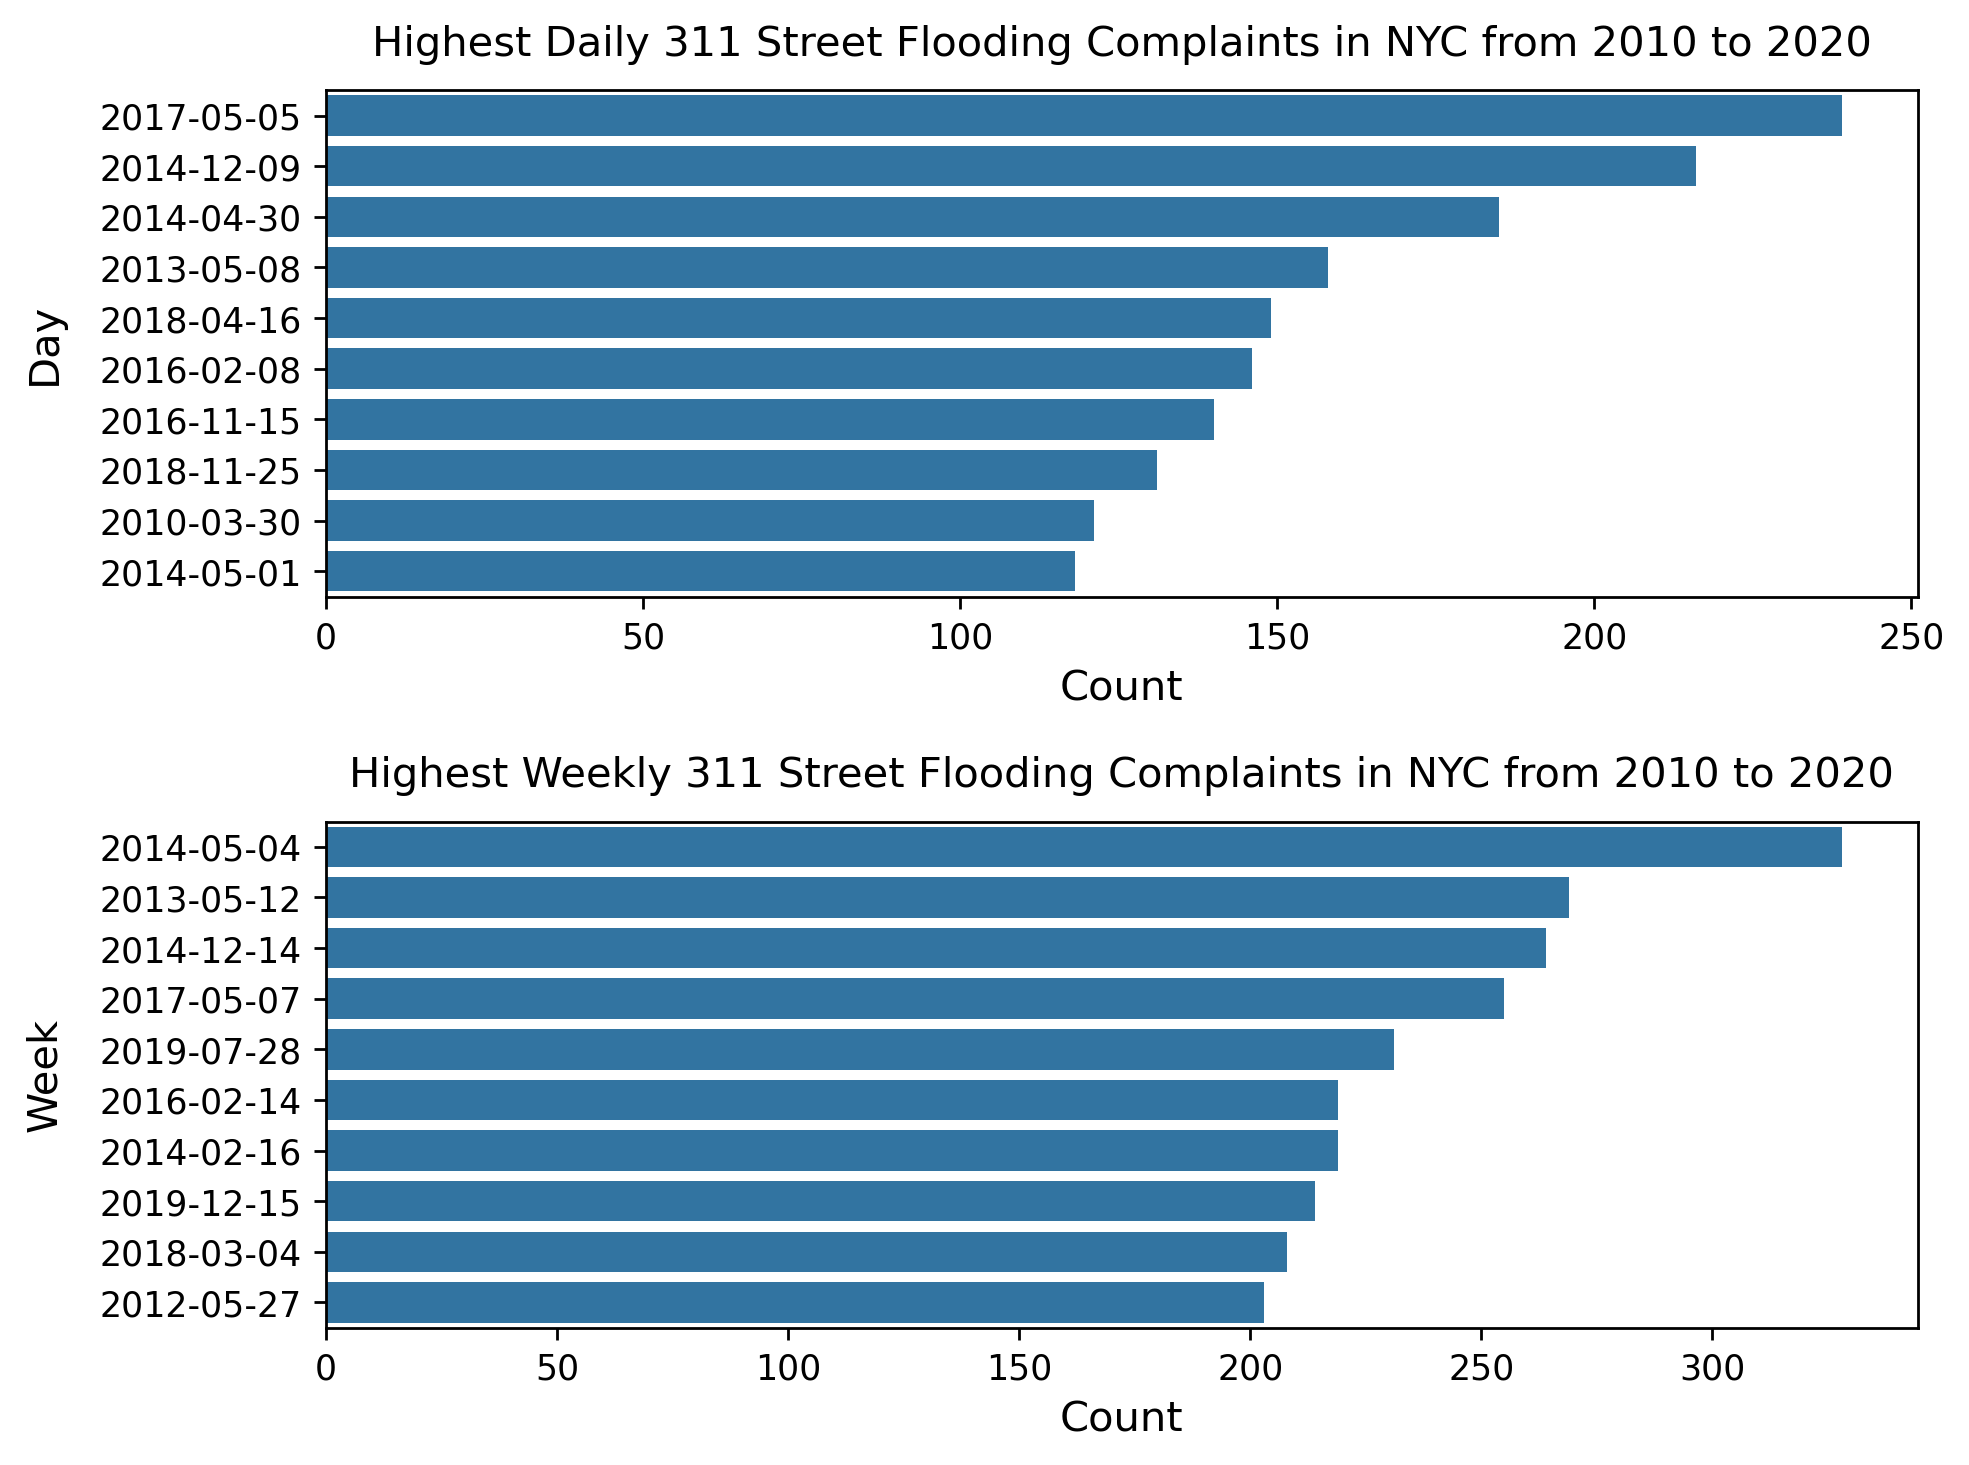 Highest Daily 311 Street Flooding Complaints in NYC from 2010 to 2020
Day
2017-05-05
2014-12-09
2014-04-30
2013-05-08
2018-04-16
2016-02-08
2016-11-15
2018-11-25
2010-03-30
2014-05-01
0 50 100 150 200 250
Count
Highest Weekly 311 Street Flooding Complaints in NYC from 2010 to 2020
Week
2014-05-04
2013-05-12
2014-12-14
2017-05-07
2019-07-28
2016-02-14
2014-02-16
2019-12-15
2018-03-04
2012-05-27
0 50 100 150 200 250 300
Count